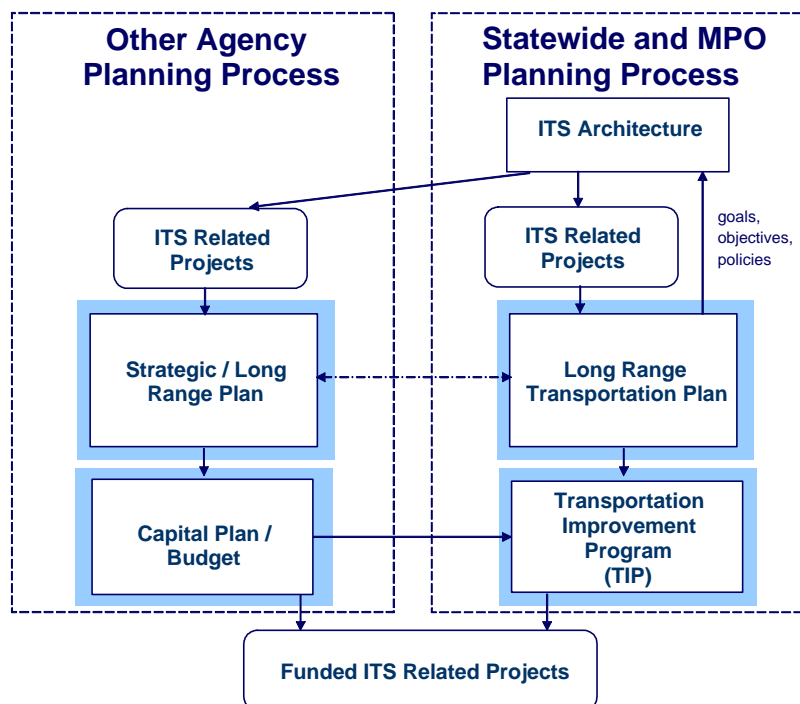 Other Agency
Planning Process
Statewide and MPO
Planning Process
ITS Architecture
goals,
objectives,
policies
ITS Related
Projects
ITS Related
Projects
Strategic / Long
Range Plan
Long Range
Transportation Plan
Capital Plan /
Budget
Transportation
Improvement
Program
(TIP)
Funded ITS Related Projects